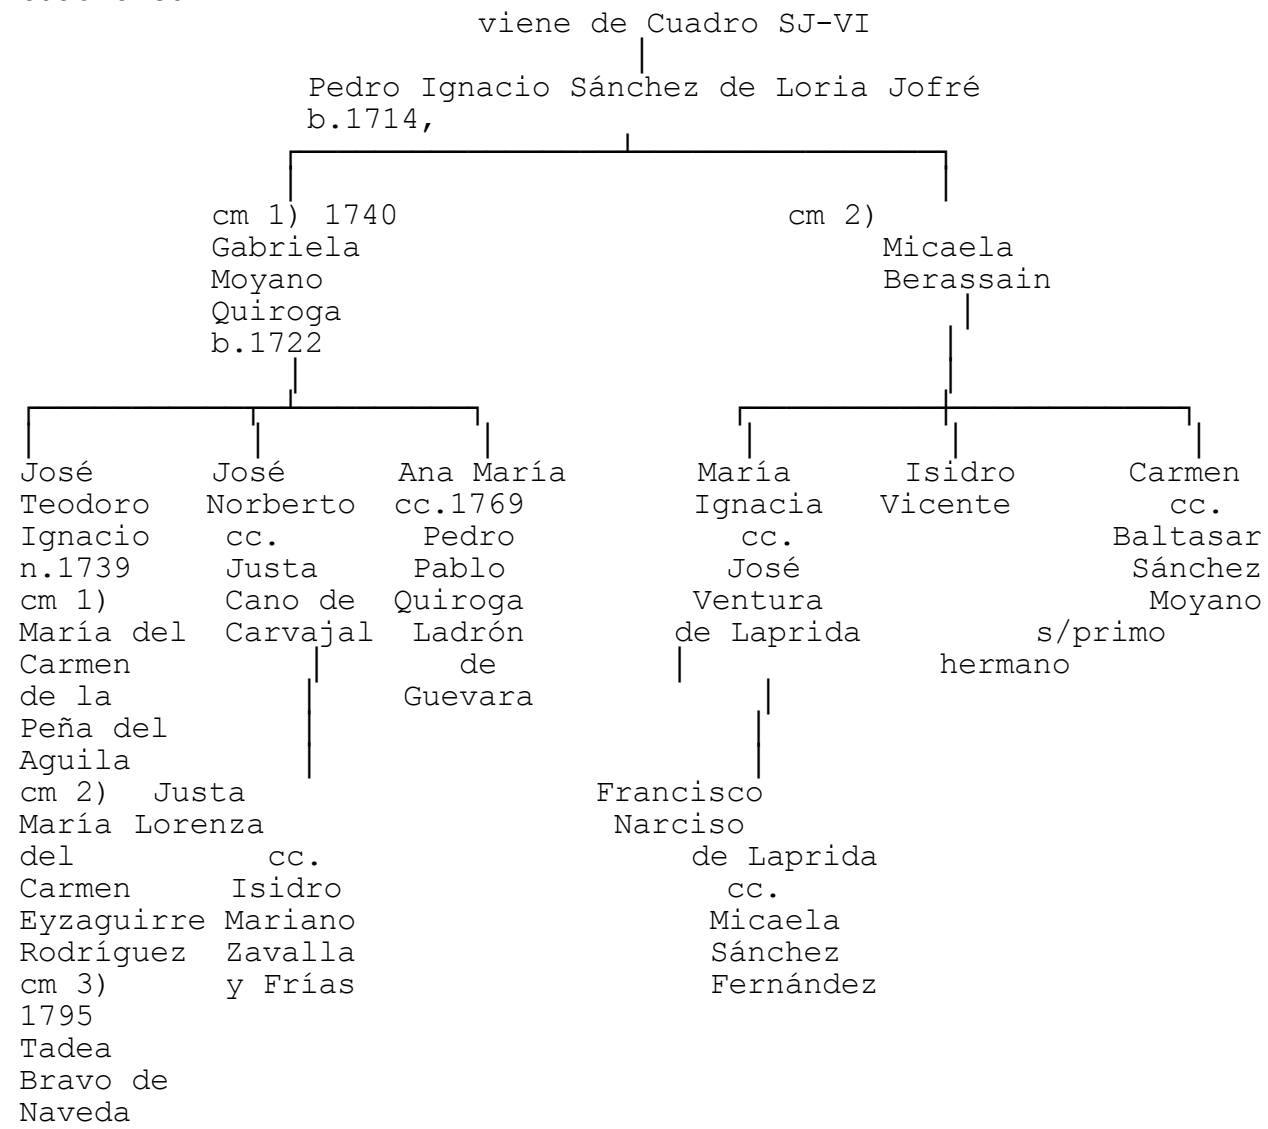 viene de Cuadro SJ-VI
Pedro Ignacio Sánchez de Loria Jofré
b.1714,
cm 1) 1740 cm 2)
Gabriela Micaela
Moyano Berassain
Quiroga
b.1722
José José Ana María María Isidro Carmen
Teodoro Norberto cc.1769 Ignacia Vicente cc.
Ignacio cc. Pedro cc. Baltasar
n.1739 Justa Pablo José Sánchez
cm 1) Cano de Quiroga Ventura Moyano
María del Carvajal Ladrón de Laprida s/primo
Carmen de hermano
de la Guevara
Peña del
Aguila
cm 2) Justa Francisco
María Lorenza Narciso
del cc. de Laprida
Carmen Isidro cc.
Eyzaguirre Mariano Micaela
Rodríguez Zavalla Sánchez
cm 3) y Frías Fernández
1795
Tadea
Bravo de
Naveda